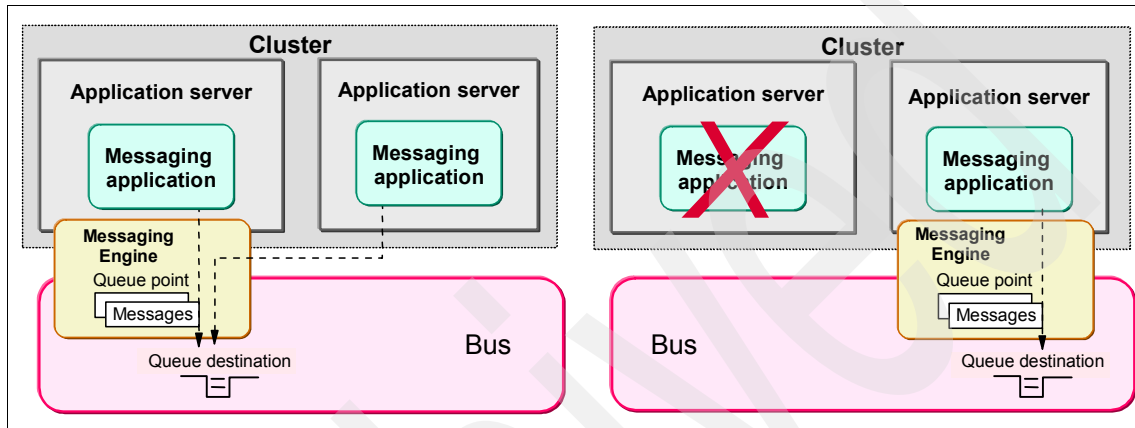 Cluster
Application server
Application server
Messaging
application
Messaging
application
Messaging
Engine
Queue point
Messages
Queue destination
Bus
Cluster
Application server
Application server
Messaging
application
Messaging
application
Messaging
Engine
Queue point
Messages
Queue destination
Bus